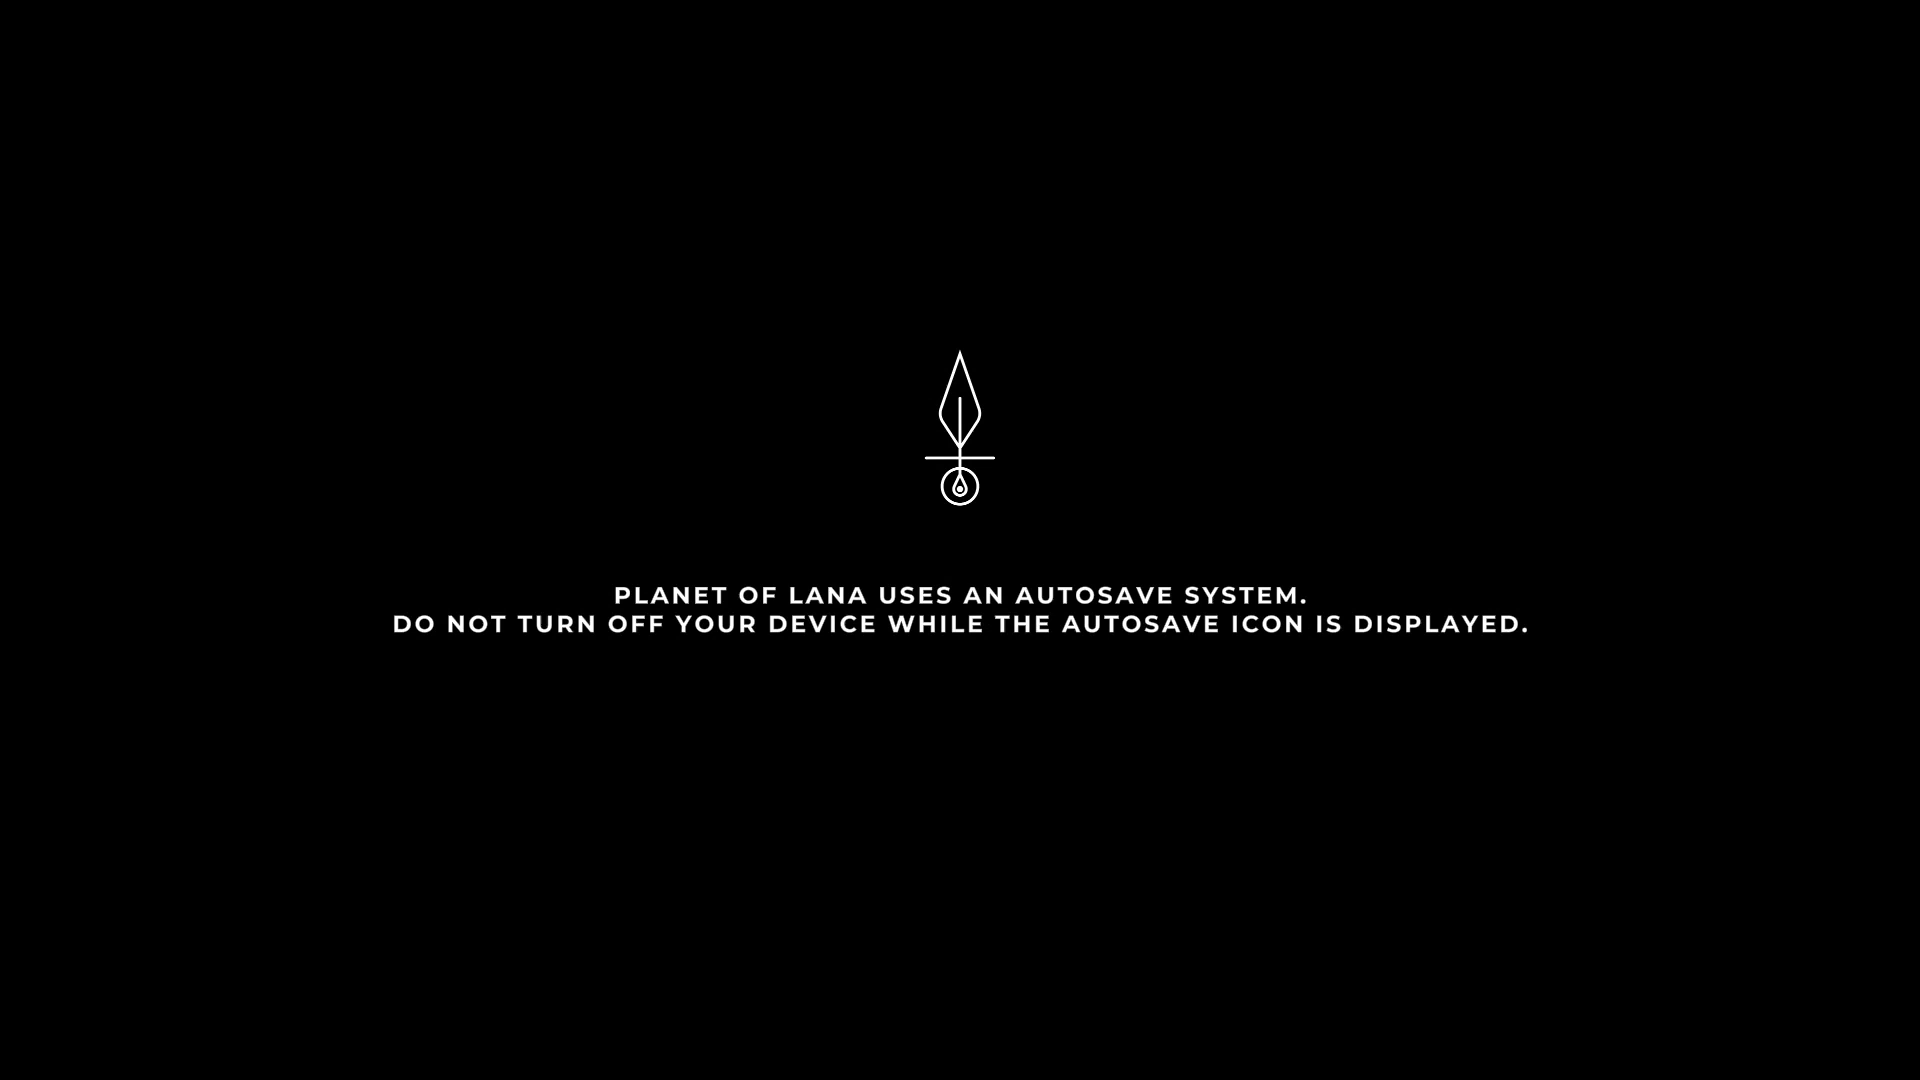 PLANET OF LANA USES AN AUTOSAVE SYSTEM.
DO NOT TURN OFF YOUR DEVICE WHILE THE AUTOSAVE ICON IS DISPLAYED.